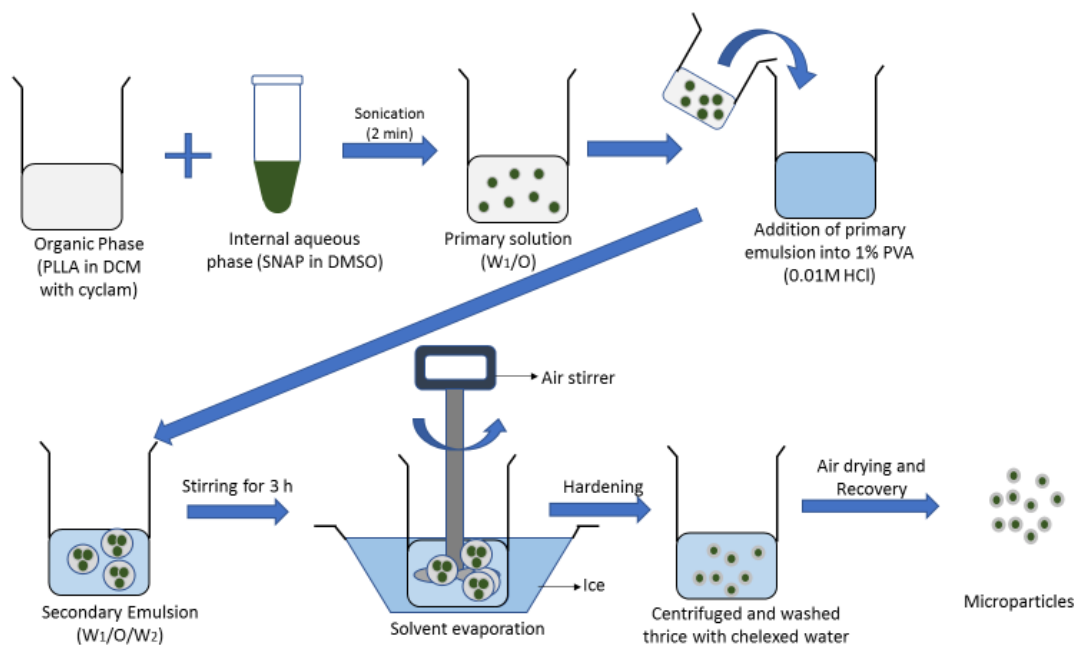 Sonication
(2 min)
Organic Phase
(PLLA in DCM
with cyclam)
Internal aqueous
phase (SNAP in DMSO)
Primary solution
(W1/O)
Addition of primary
emulsion into 1% PVA
(0.01M HCl)
Air stirrer
Stirring for 3 h
Hardening
Air drying and
Recovery
Ice
Secondary Emulsion
(W1/O/W2)
Solvent evaporation
Centrifuged and washed
thrice with chelexed water
Microparticles